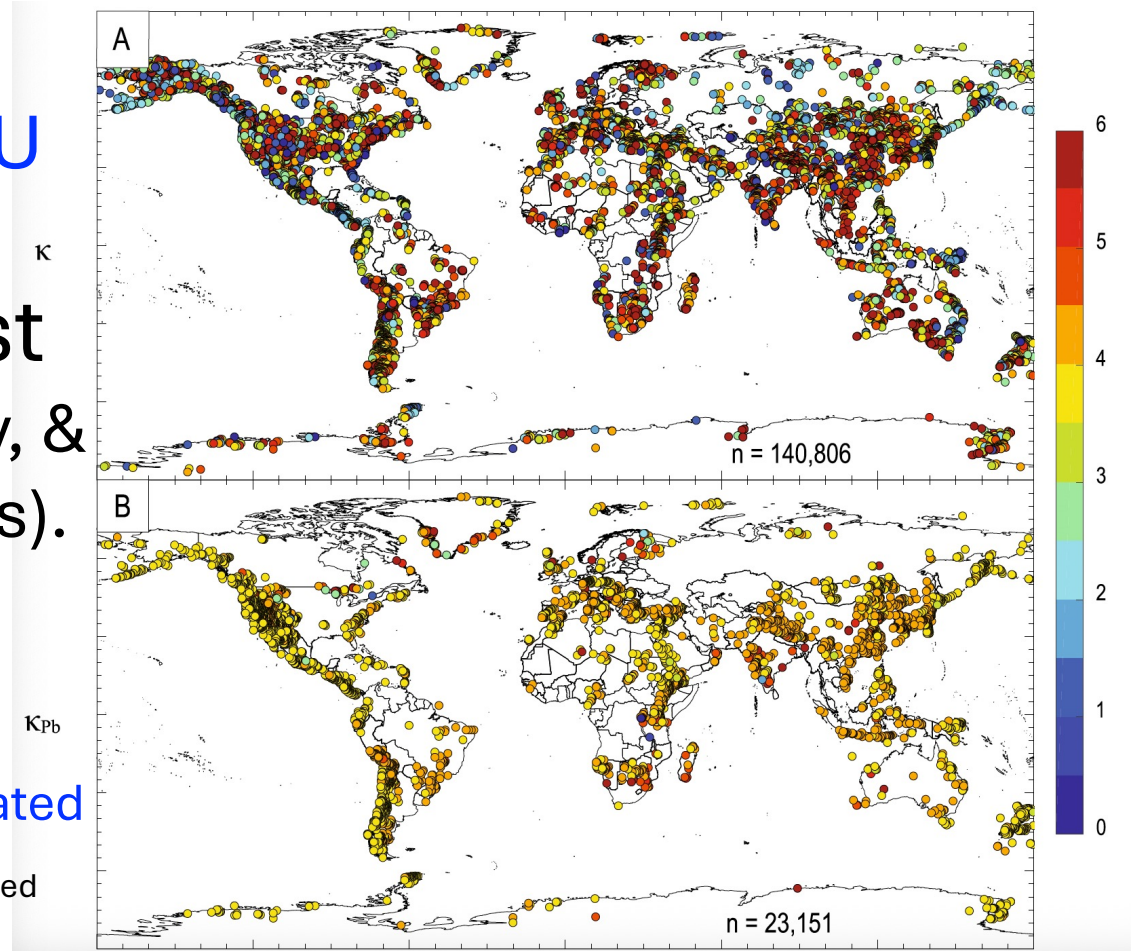 U
κ
st
y, &
s).
κPb
ated
ed
A
n = 140,806
B
n = 23,151
6
5
4
3
2
1
0